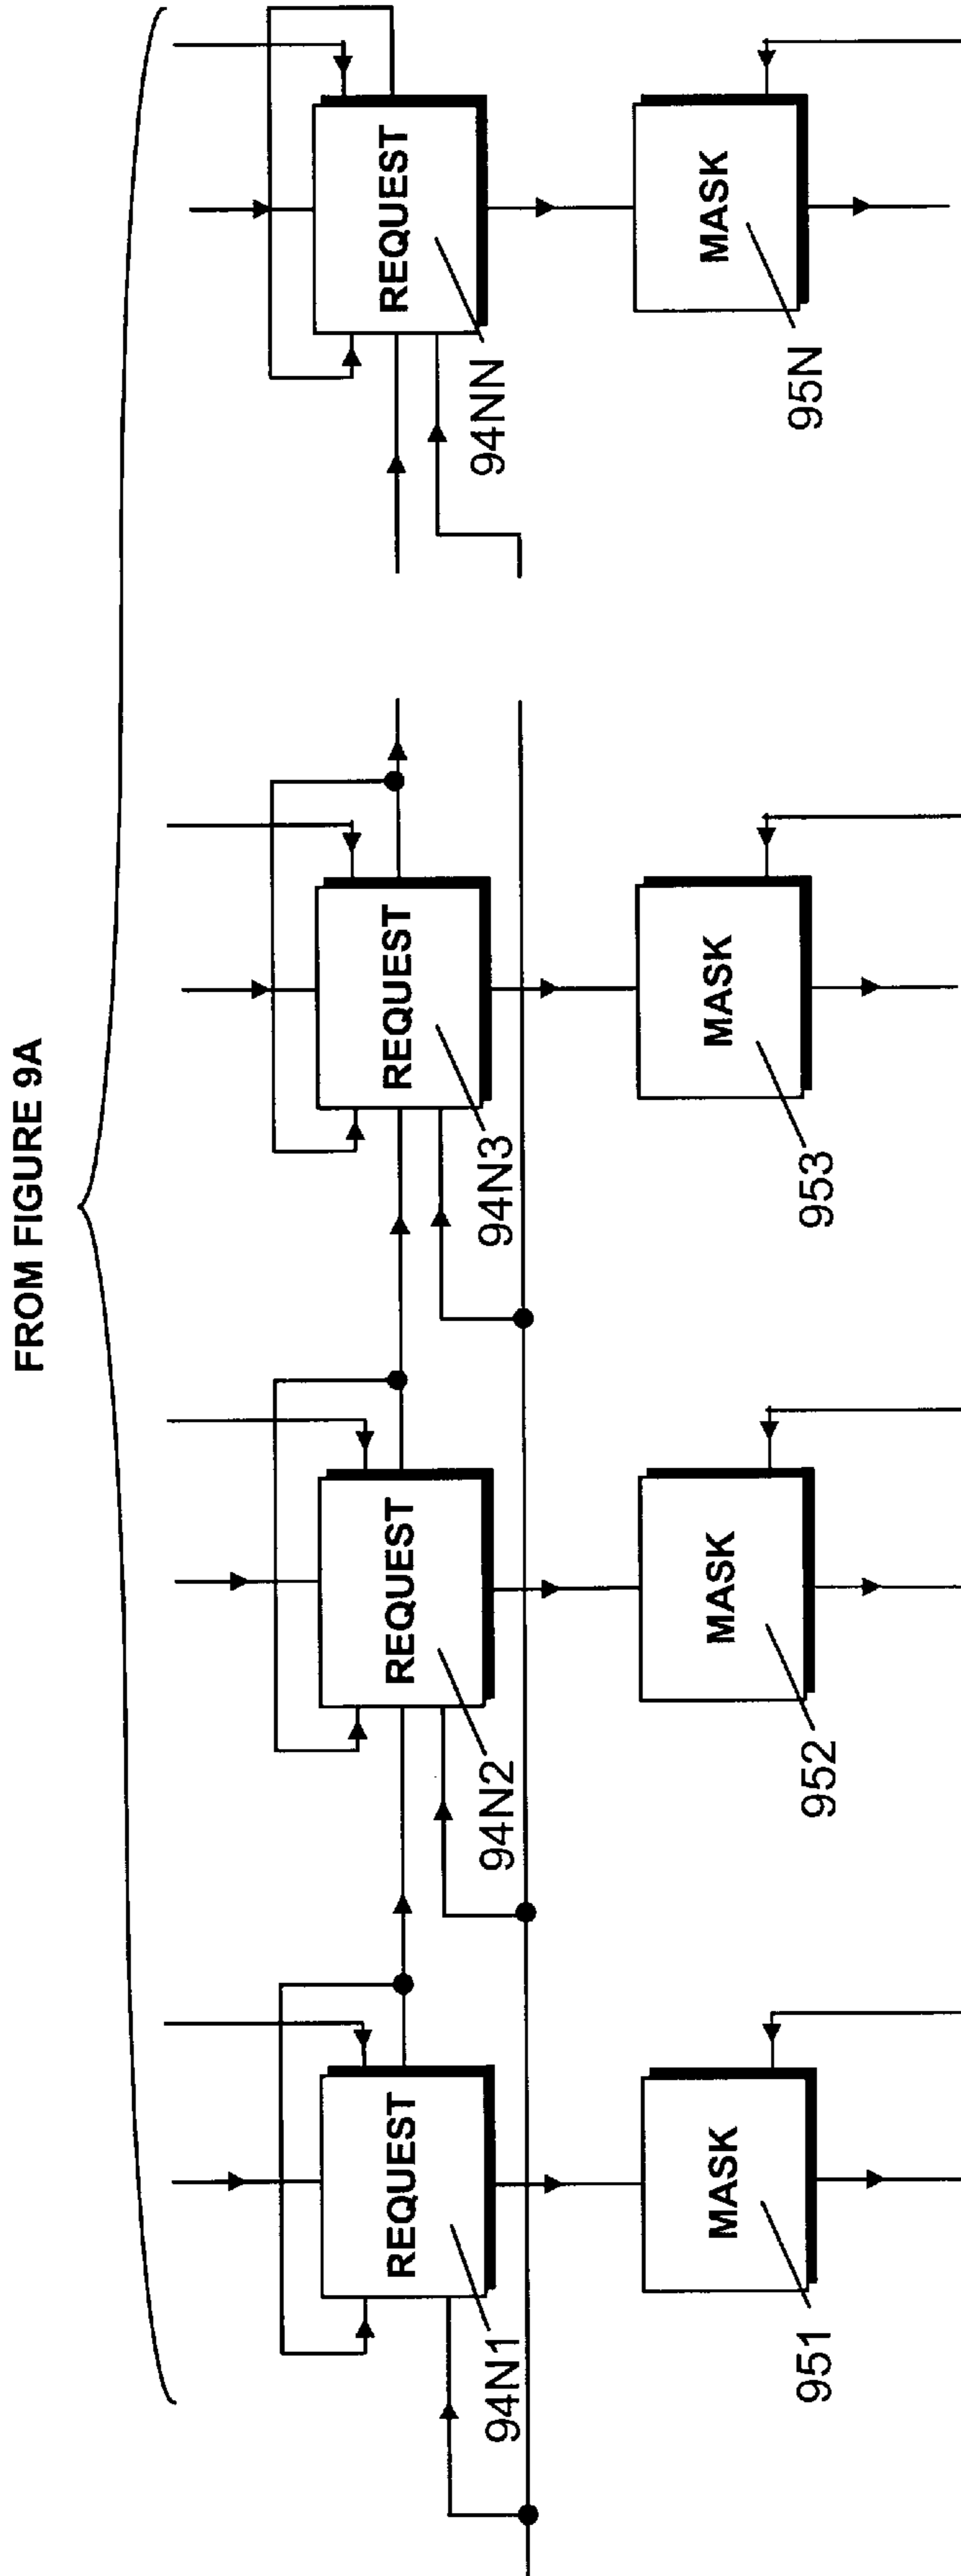 FROM FIGURE 9A
REQUEST
REQUEST
REQUEST
REQUEST
94N1
94N2
94N3
94NN
MASK
MASK
MASK
MASK
951
952
953
95N